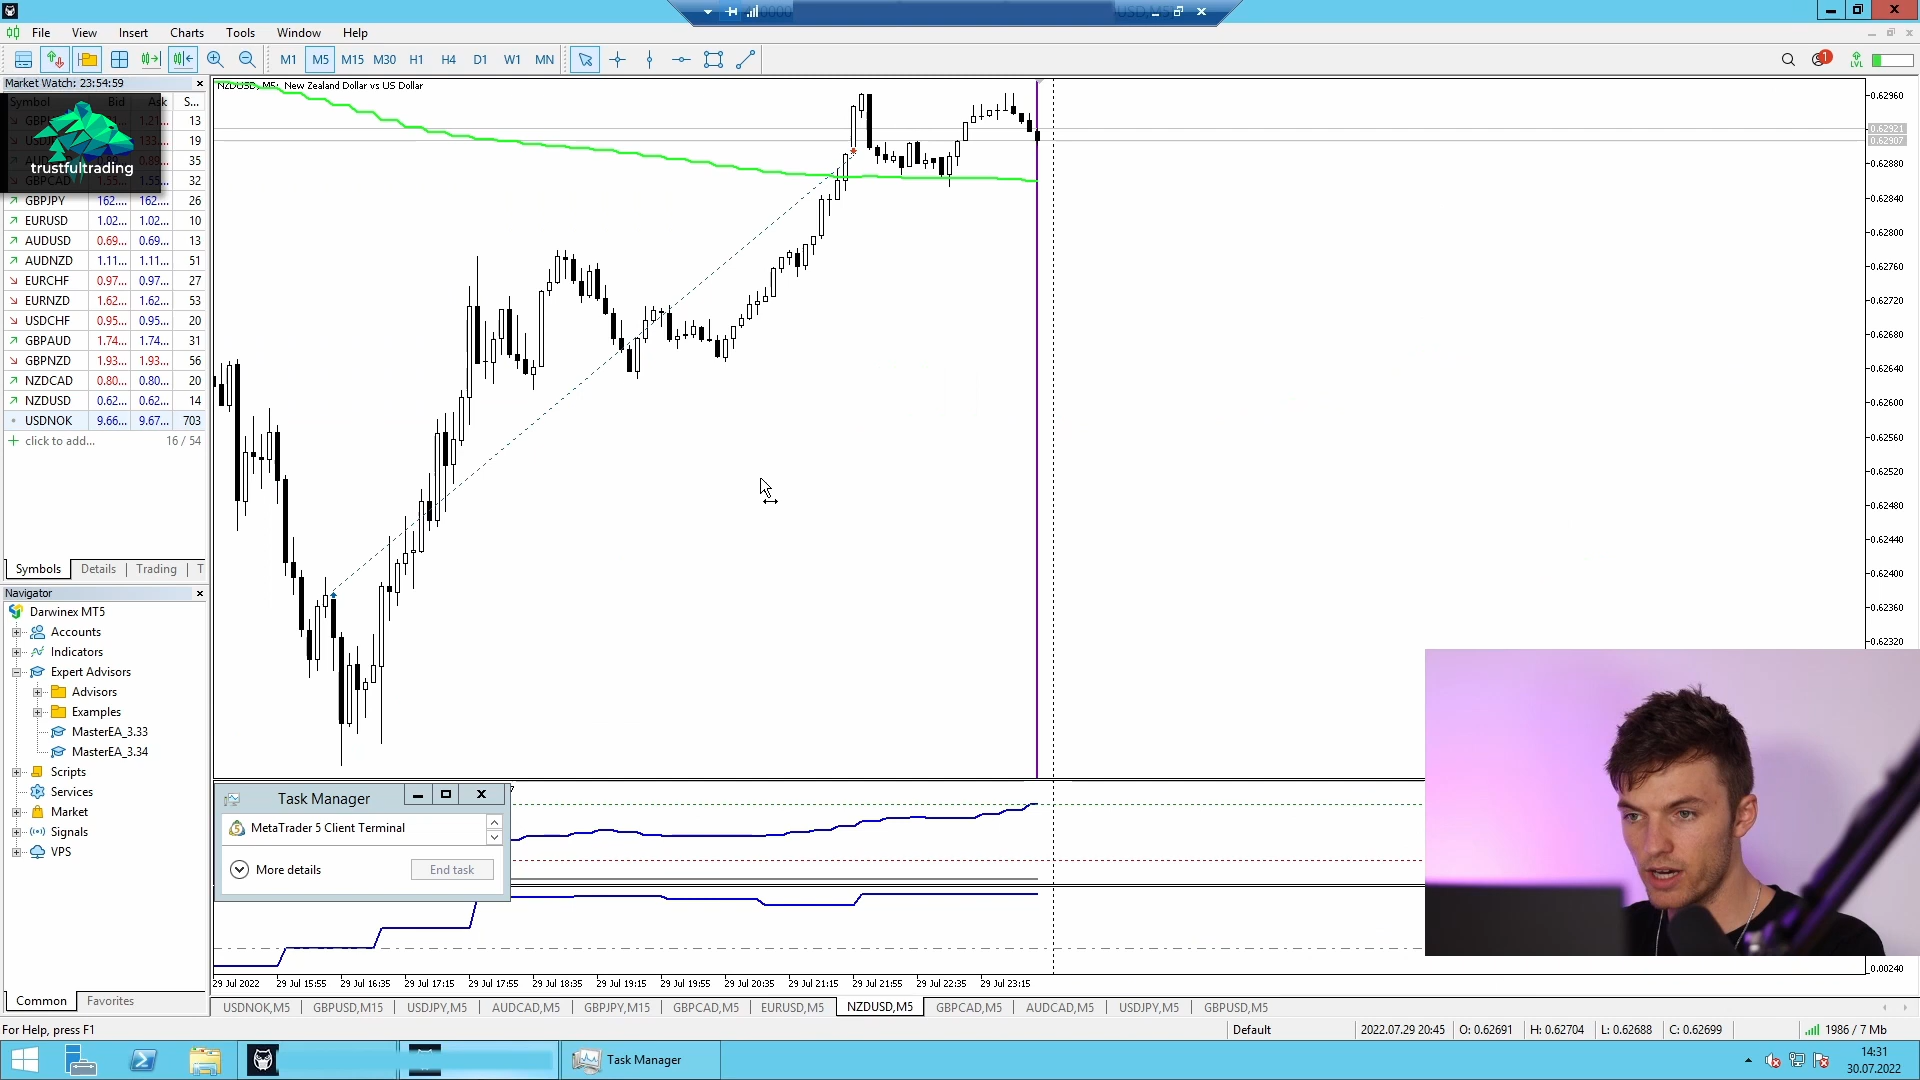 File View Insert Charts Tools Window Help
M1 M5 M15 M30 H1 H4 D1 W1 MN
1
LVL
Market Watch: 23:54:59
Symbol Bid Ask S...
13
19
35
GBPCAD 32
trustfultrading
GBPJPY 162.... 162.... 26
EURUSD 1.02... 1.02... 10
AUDUSD 0.69... 0.69... 13
AUDNZD 1.11... 1.11... 51
EURCHF 0.97... 0.97... 27
EURNZD 1.62... 1.62... 53
USDCHF 0.95... 0.95... 20
GBPAUD 1.74... 1.74... 31
GBPNZD 1.93... 1.93... 56
NZDCAD 0.80... 0.80... 20
NZDUSD 0.62... 0.62... 14
USDNOK 9.66... 9.67... 703
click to add... 16 / 54
Symbols Details Trading T
Navigator
Darwinex MT5
Accounts
Indicators
Expert Advisors
Advisors
Examples
MasterEA_3.33
MasterEA_3.34
Scripts
Services
Market
Signals
VPS
Common Favorites
NZDUSD, M5: New Zealand Dollar vs US Dollar
0.62960
0.62921
0.62907
0.62880
0.62840
0.62800
0.62760
0.62720
0.62680
0.62640
0.62600
0.62560
0.62520
0.62480
0.62440
0.62400
0.62360
0.62320
0.00240
Task Manager
MetaTrader 5 Client Terminal
More details End task
29 Jul 2022 29 Jul 15:55 29 Jul 16:35 29 Jul 17:15 29 Jul 17:55 29 Jul 18:35 29 Jul 19:15 29 Jul 19:55 29 Jul 20:35 29 Jul 21:15 29 Jul 21:55 29 Jul 22:35 29 Jul 23:15
USDNOK,M5 GBPUSD,M15 USDJPY,M5 AUDCAD,M5 GBPJPY,M15 GBPCAD,M5 EURUSD,M5 NZDUSD,M5 GBPCAD,M5 AUDCAD,M5 USDJPY,M5 GBPUSD,M5
For Help, press F1 Default 2022.07.29 20:45 O: 0.62691 H: 0.62704 L: 0.62688 C: 0.62699 1986 / 7 Mb
Task Manager
14:31
30.07.2022